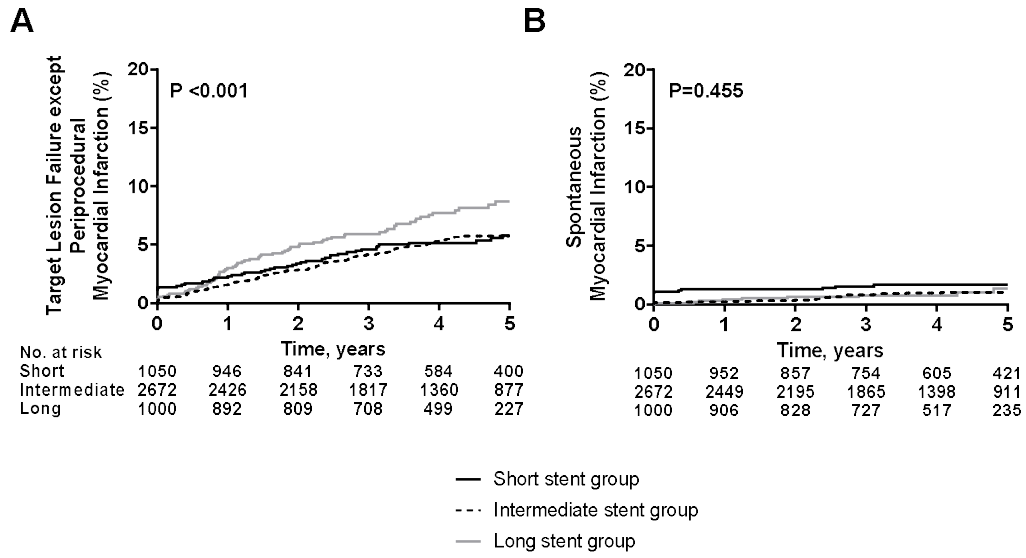 A
Target Lesion Failure except
Periprocedural
Myocardial Infarction (%)
P <0.001
20
15
10
5
0
0 1 2 3 4 5
Time, years
No. at risk
Short 1050 946 841 733 584 400
Intermediate 2672 2426 2158 1817 1360 877
Long 1000 892 809 708 499 227
B
Spontaneous
Myocardial Infarction (%)
P=0.455
20
15
10
5
0
0 1 2 3 4 5
Time, years
1050 952 857 754 605 421
2672 2449 2195 1865 1398 911
1000 906 828 727 517 235
Short stent group
Intermediate stent group
Long stent group